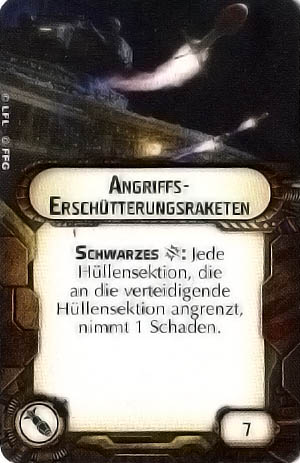 © LFL © FFG
ANGRIFFS-
ERSCHÜTTERUNGSRAKETEN
SCHWARZES : Jede
Hüllensektion, die
an die verteidigende
Hüllensektion angrenzt,
nimmt 1 Schaden.
7